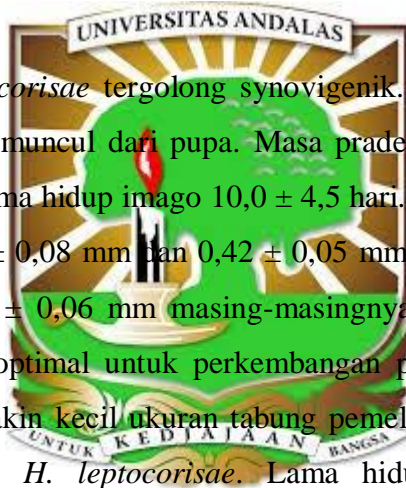 UNIVERSITAS ANDALAS
corisae tergolong synovigenik.
muncul dari pupa. Masa prade
ma hidup imago 10,0 ± 4,5 hari.
± 0,08 mm dan 0,42 ± 0,05 mm
± 0,06 mm masing-masingnya
optimal untuk perkembangan p
akin kecil ukuran tabung pemel
UNTUK KEDJAJAAN BANGSA
H. leptocorisae. Lama hidu